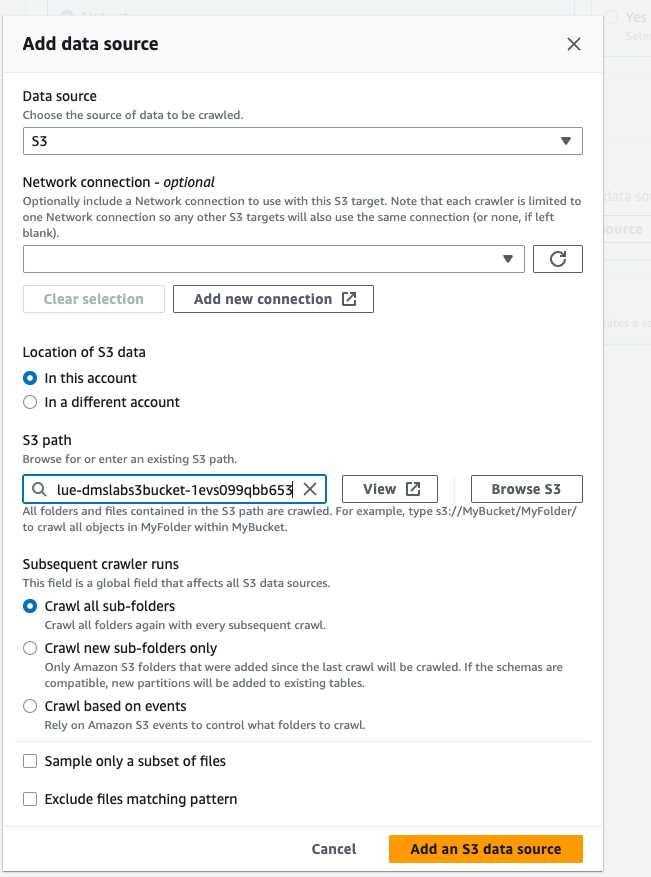 Add data source
Data source
Choose the source of data to be crawled.
S3
Network connection - optional
Optionally include a Network connection to use with this S3 target. Note that each crawler is limited to
one Network connection so any other S3 targets will also use the same connection (or none, if left
blank).
Clear selection
Add new connection
Location of S3 data
In this account
In a different account
S3 path
Browse for or enter an existing S3 path.
lue-dmslabs3bucket-1evs099qbb653
View
Browse S3
All folders and files contained in the S3 path are crawled. For example, type s3://MyBucket/MyFolder/
to crawl all objects in MyFolder within MyBucket.
Subsequent crawler runs
This field is a global field that affects all S3 data sources.
Crawl all sub-folders
Crawl all folders again with every subsequent crawl.
Crawl new sub-folders only
Only Amazon S3 folders that were added since the last crawl will be crawled. If the schemas are
compatible, new partitions will be added to existing tables.
Crawl based on events
Rely on Amazon S3 events to control what folders to crawl.
Sample only a subset of files
Exclude files matching pattern
Cancel
Add an S3 data source
Yes